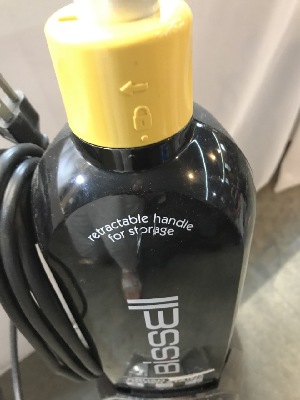 retractable handle
for storage
BISSELL